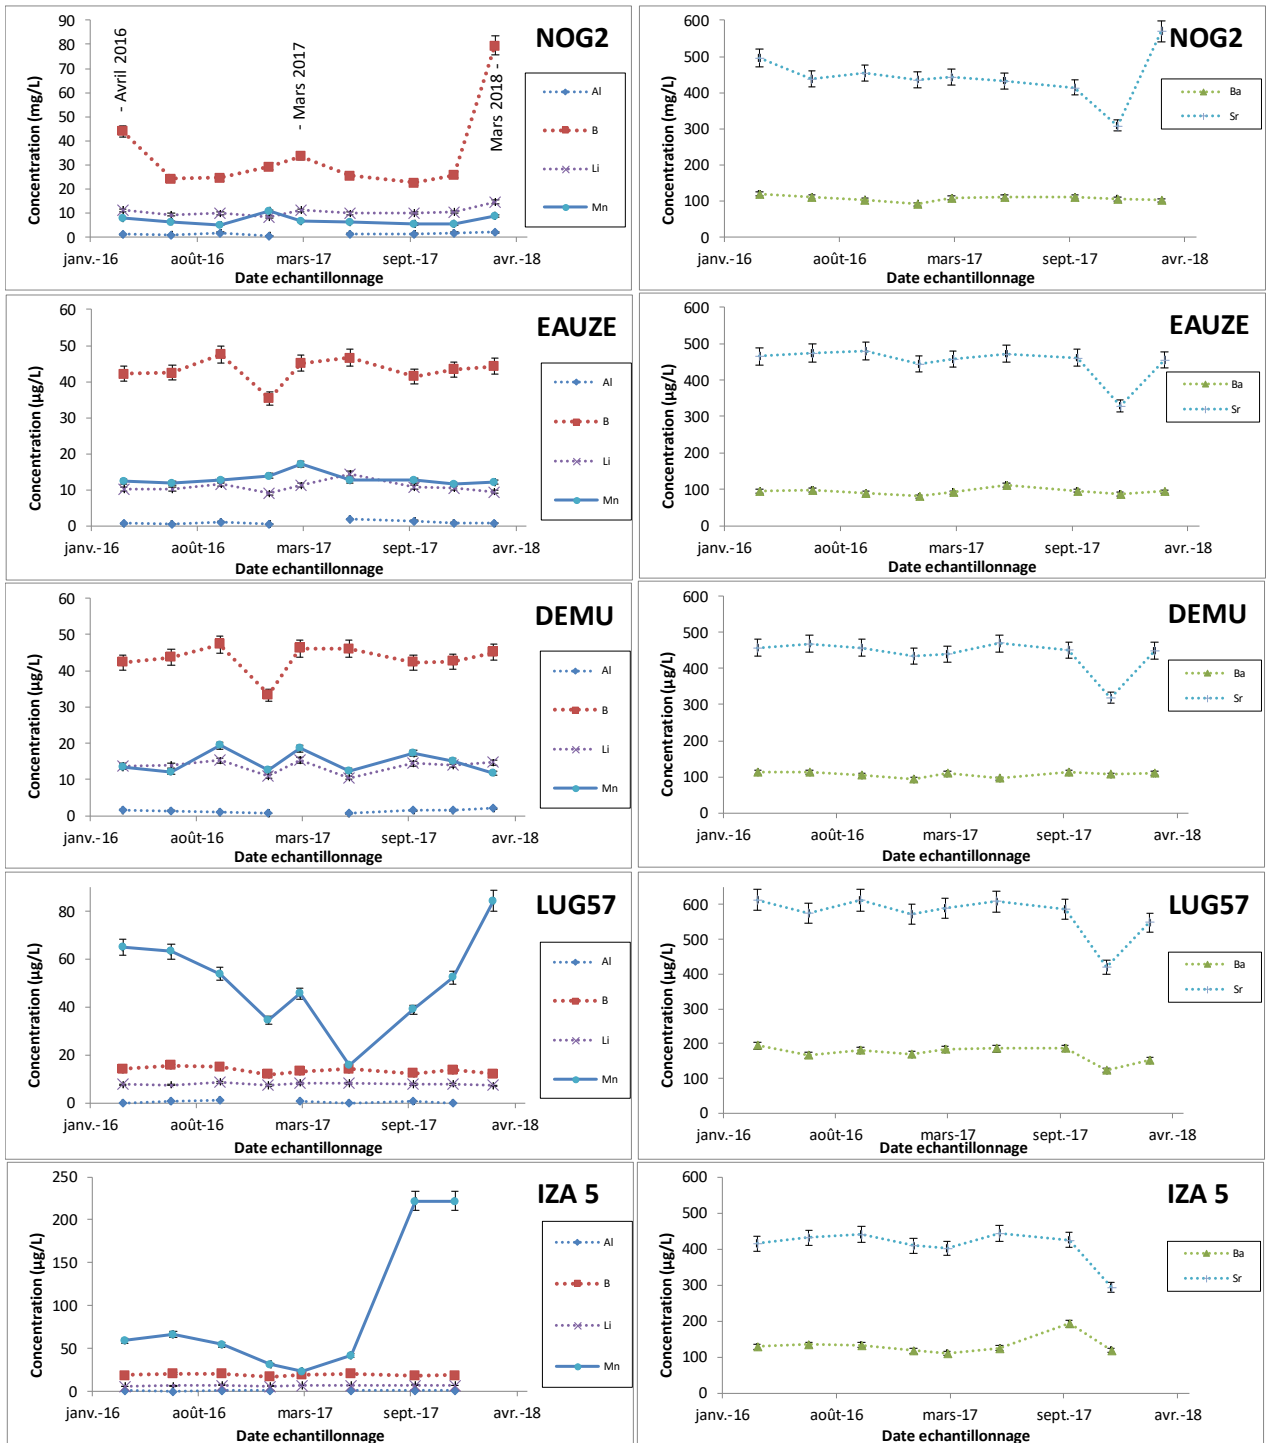 NOG2
Concentration (mg/L)
90
80
70
60
50
40
30
20
10
0
- Avril 2016
- Mars 2017
Mars 2018 -
Al
B
Li
Mn
janv.-16 août-16 mars-17 sept.-17 avr.-18
Date echantillonnage
NOG2
Concentration (mg/L)
600
500
400
300
200
100
0
Ba
Sr
janv.-16 août-16 mars-17 sept.-17 avr.-18
Date echantillonnage
EAUZE
Concentration (µg/L)
60
50
40
30
20
10
0
Al
B
Li
Mn
janv.-16 août-16 mars-17 sept.-17 avr.-18
Date echantillonnage
EAUZE
Concentration (µg/L)
600
500
400
300
200
100
0
Ba
Sr
janv.-16 août-16 mars-17 sept.-17 avr.-18
Date echantillonnage
DEMU
Concentration (µg/L)
60
50
40
30
20
10
0
Al
B
Li
Mn
janv.-16 août-16 mars-17 sept.-17 avr.-18
Date echantillonnage
DEMU
Concentration (µg/L)
600
500
400
300
200
100
0
Ba
Sr
janv.-16 août-16 mars-17 sept.-17 avr.-18
Date echantillonnage
LUG57
Concentration (µg/L)
80
60
40
20
0
Al
B
Li
Mn
janv.-16 août-16 mars-17 sept.-17 avr.-18
Date echantillonnage
LUG57
Concentration (µg/L)
600
500
400
300
200
100
0
Ba
Sr
janv.-16 août-16 mars-17 sept.-17 avr.-18
Date echantillonnage
IZA 5
Concentration (µg/L)
250
200
150
100
50
0
Al
B
Li
Mn
janv.-16 août-16 mars-17 sept.-17 avr.-18
Date echantillonnage
IZA 5
Concentration (µg/L)
600
500
400
300
200
100
0
Ba
Sr
janv.-16 août-16 mars-17 sept.-17 avr.-18
Date echantillonnage